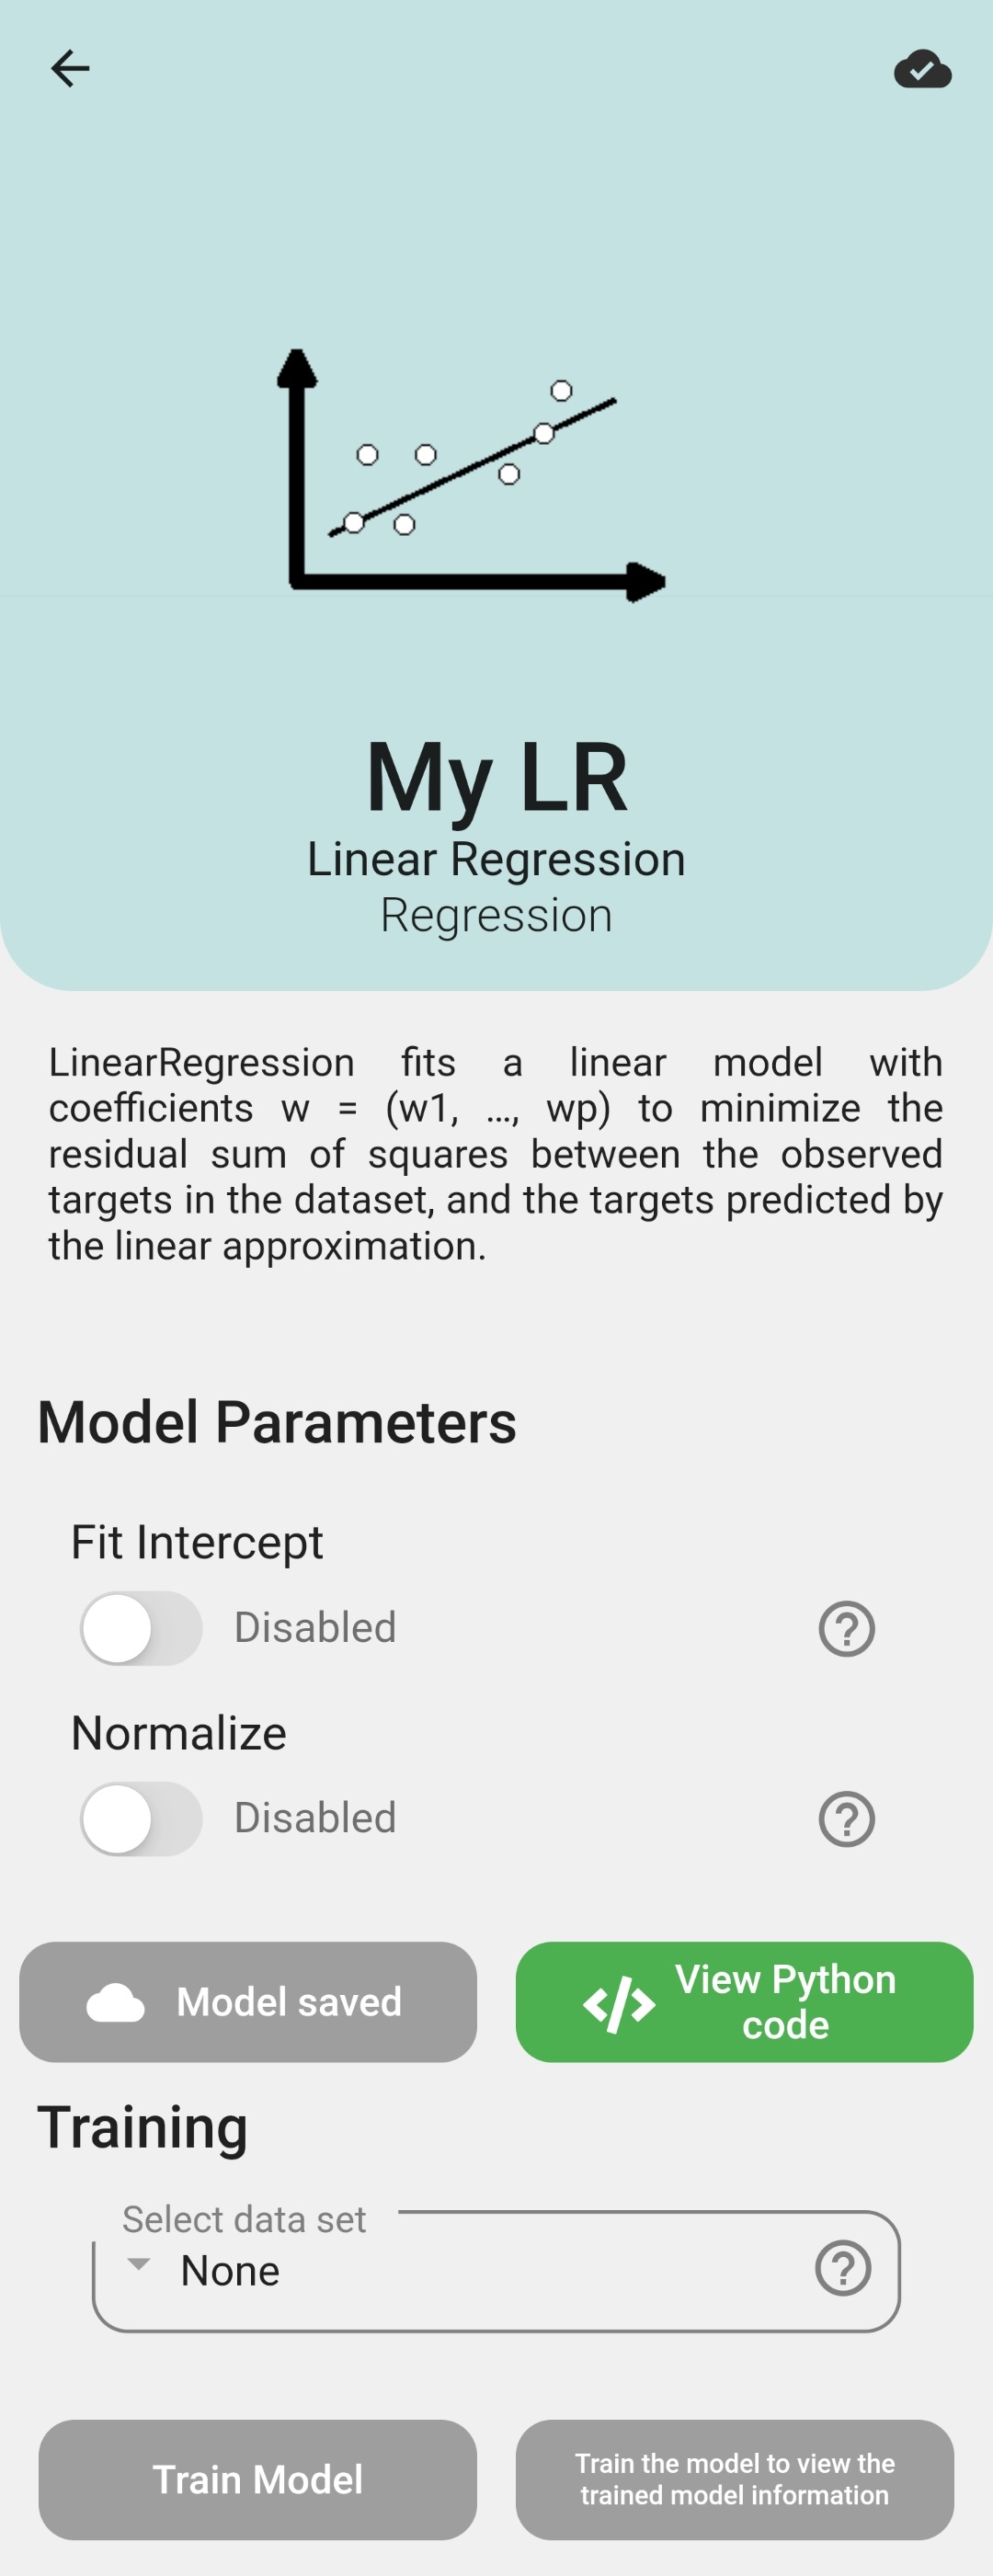 My LR
Linear Regression
Regression
LinearRegression fits a linear model with
coefficients w = (w1, ..., wp) to minimize the
residual sum of squares between the observed
targets in the dataset, and the targets predicted by
the linear approximation.
Model Parameters
Fit Intercept
Disabled
Normalize
Disabled
Model saved
View Python
code
Training
Select data set
None
Train Model
Train the model to view the
trained model information